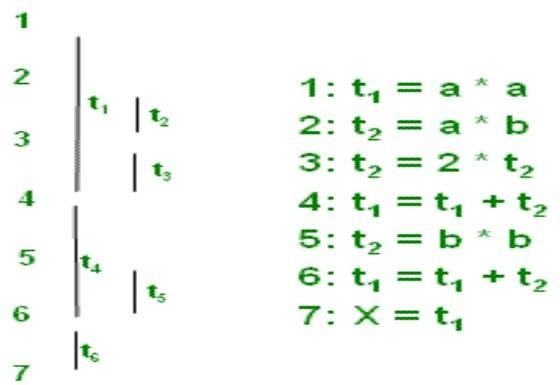 1
2
3
4
5
6
7
t₁
t₂
t₃
t₄
t₅
t₆
1: t₁ = a * a
2: t₂ = a * b
3: t₂ = 2 * t₂
4: t₁ = t₁ + t₂
5: t₂ = b * b
6: t₁ = t₁ + t₂
7: X = t₁